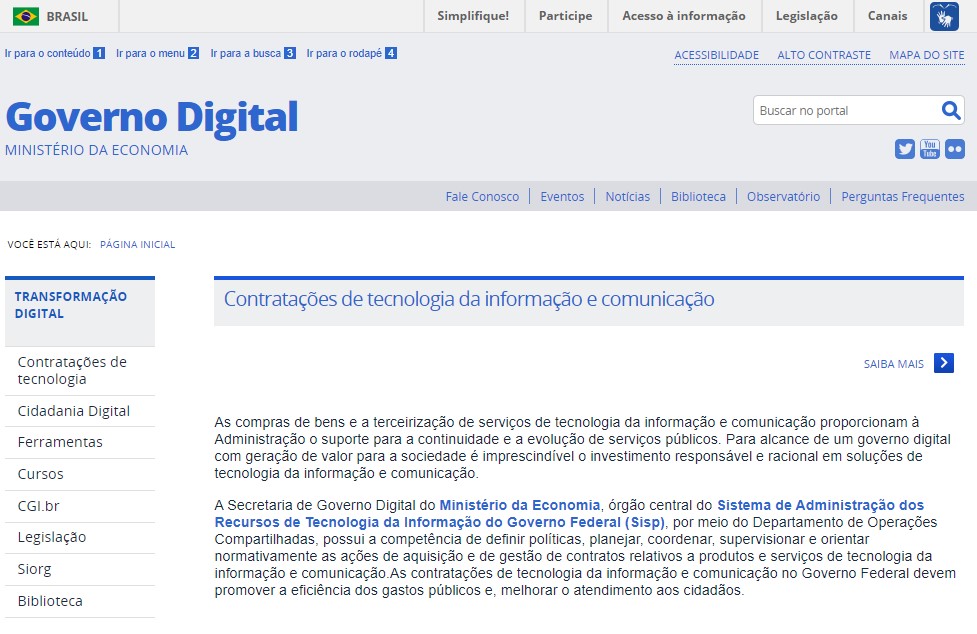 BRASIL
Simplifique! Participe Acesso à informação Legislação Canais
Ir para o conteúdo 1 Ir para o menu 2 Ir para a busca 3 Ir para o rodapé 4
ACESSIBILIDADE ALTO CONTRASTE MAPA DO SITE
Governo Digital
MINISTÉRIO DA ECONOMIA
Buscar no portal
You Tube
Fale Conosco Eventos Notícias Biblioteca Observatório Perguntas Frequentes
VOCÊ ESTÁ AQUI: PÁGINA INICIAL
TRANSFORMAÇÃO
DIGITAL
Contratações de
tecnologia
Cidadania Digital
Ferramentas
Cursos
CGI.br
Legislação
Siorg
Biblioteca
Contratações de tecnologia da informação e comunicação
SAIBA MAIS
As compras de bens e a terceirização de serviços de tecnologia da informação e comunicação proporcionam à
Administração o suporte para a continuidade e a evolução de serviços públicos. Para alcance de um governo digital
com geração de valor para a sociedade é imprescindível o investimento responsável e racional em soluções de
tecnologia da informação e comunicação.
A Secretaria de Governo Digital do Ministério da Economia, órgão central do Sistema de Administração dos
Recursos de Tecnologia da Informação do Governo Federal (Sisp), por meio do Departamento de Operações
Compartilhadas, possui a competência de definir políticas, planejar, coordenar, supervisionar e orientar
normativamente as ações de aquisição e de gestão de contratos relativos a produtos e serviços de tecnologia da
informação e comunicação.As contratações de tecnologia da informação e comunicação no Governo Federal devem
promover a eficiência dos gastos públicos e, melhorar o atendimento aos cidadãos.